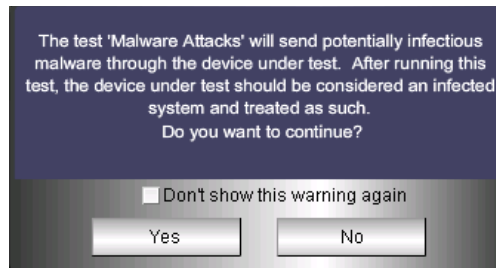 The test 'Malware Attacks' will send potentially infectious
malware through the device under test.  After running this
test, the device under test should be considered an infected
system and treated as such.
Do you want to continue?
Don't show this warning again
Yes
No